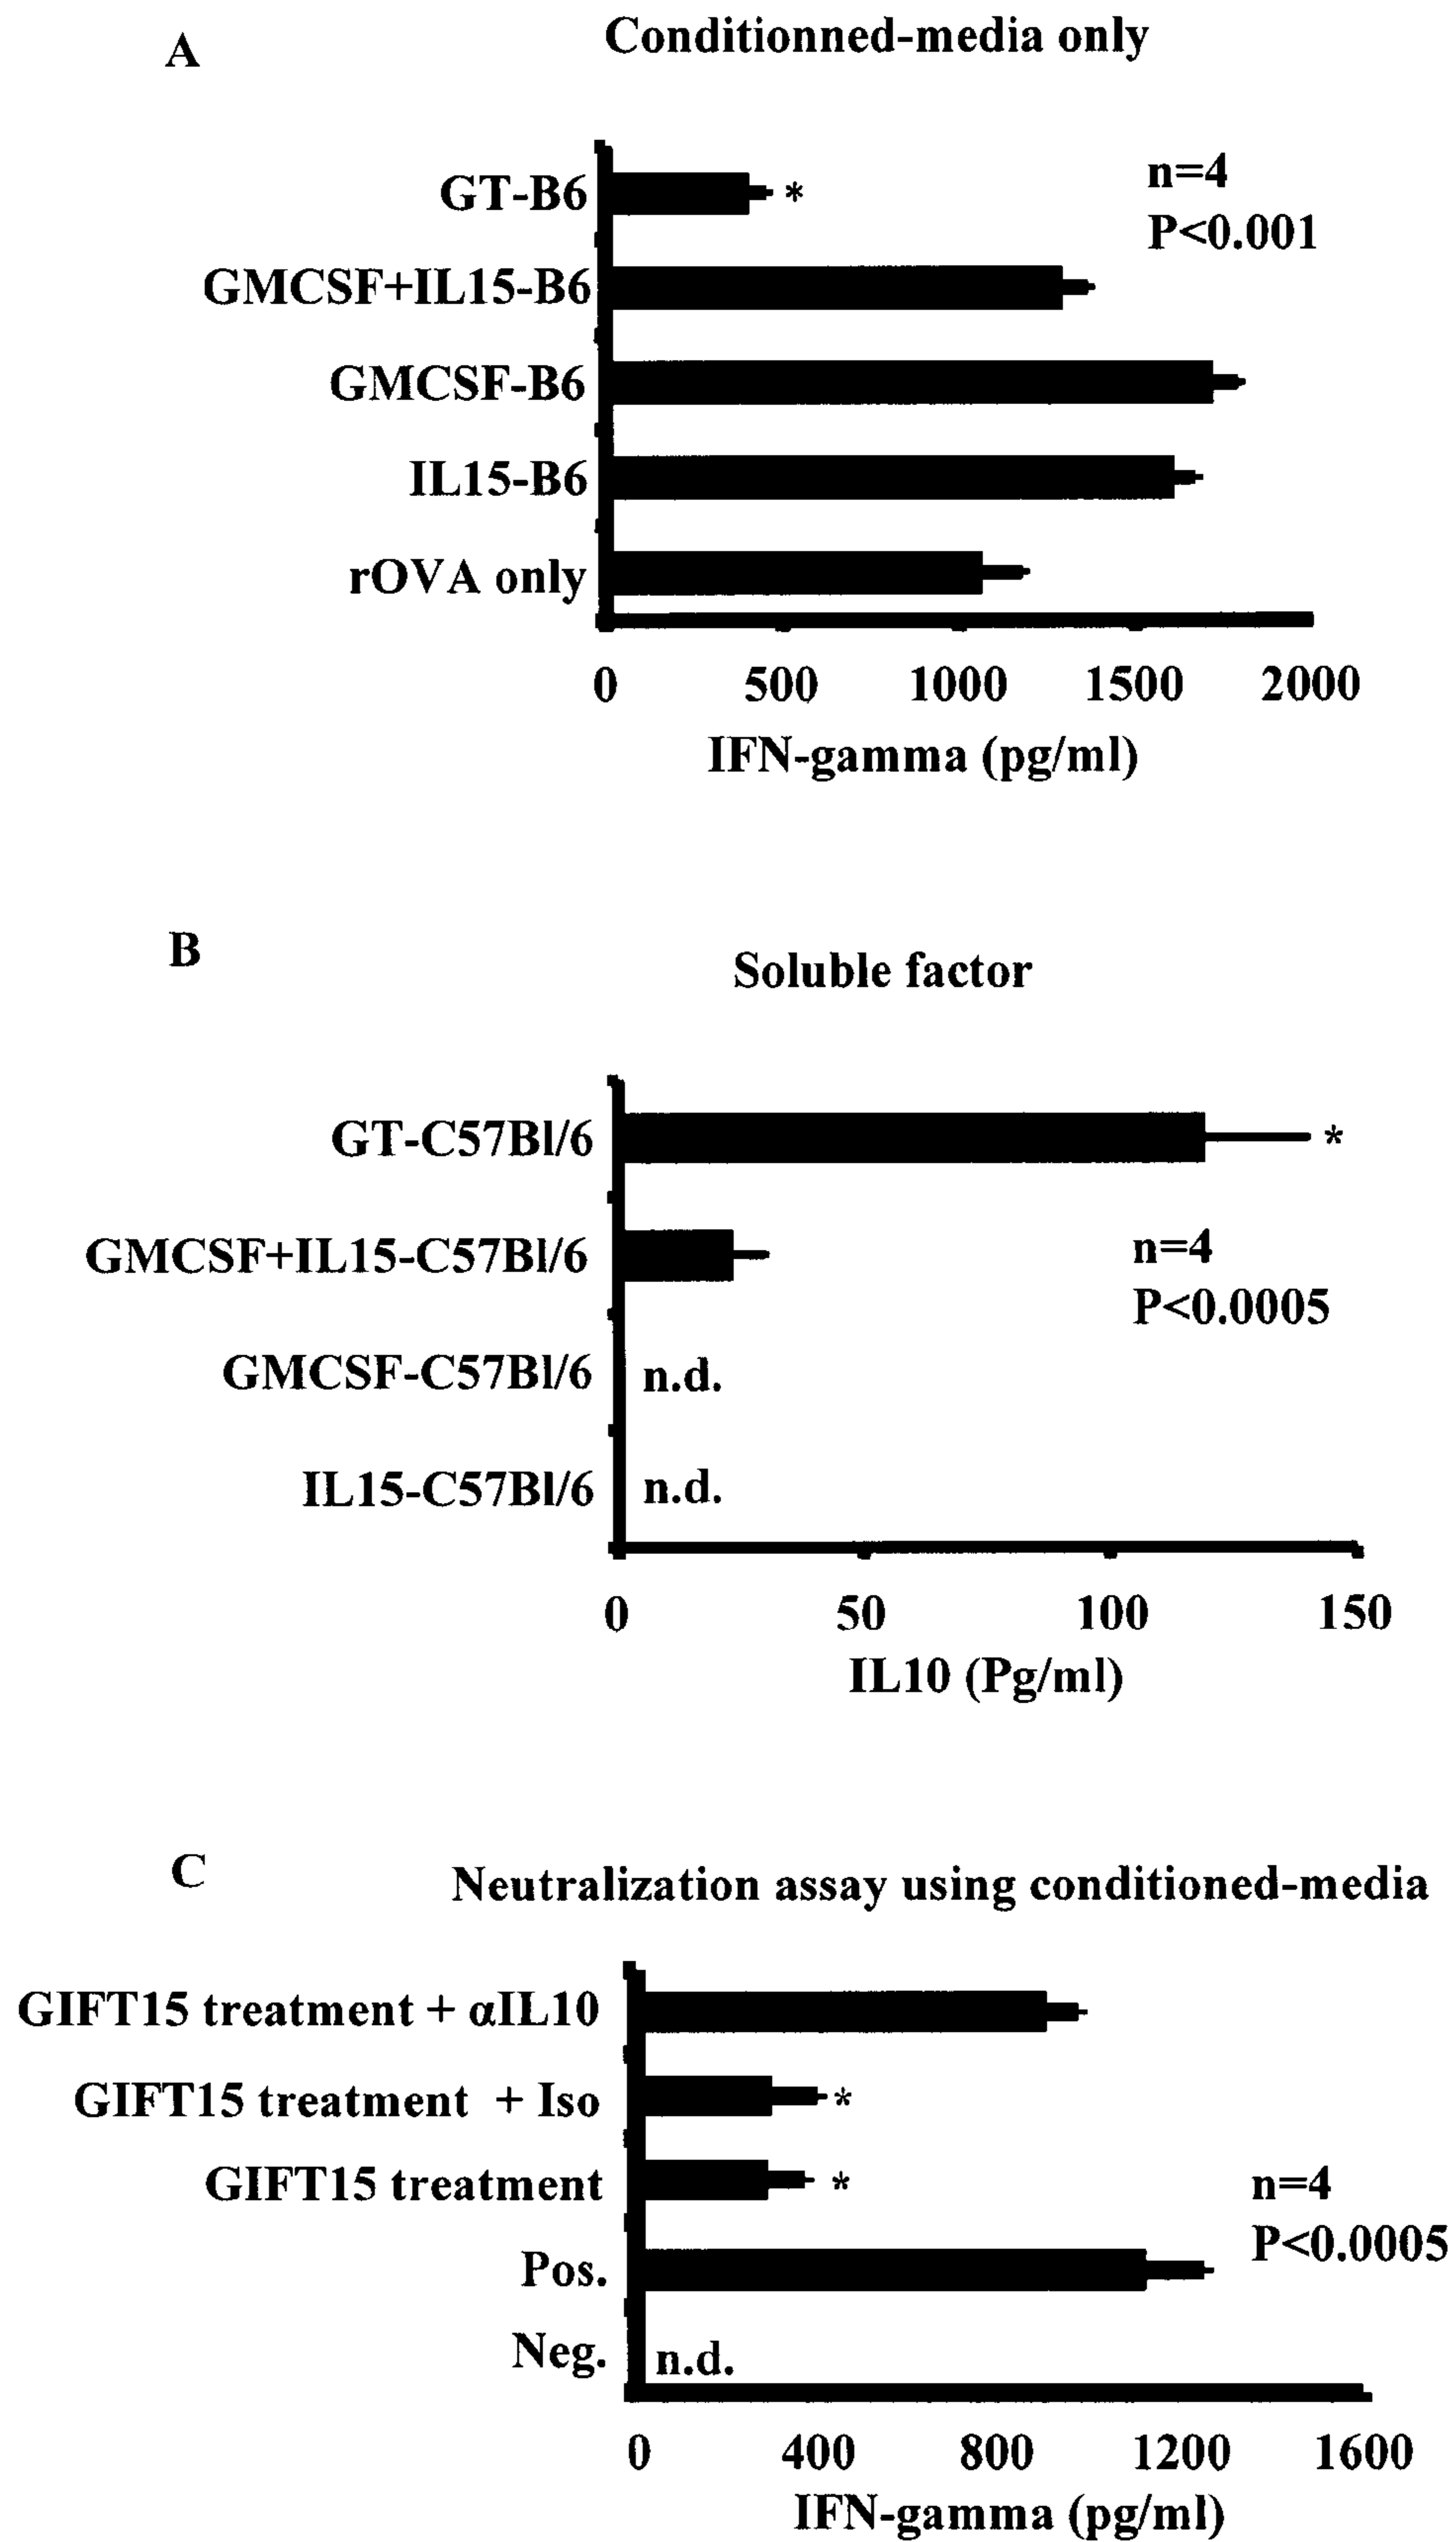 A
Conditionned-media only
GT-B6
*
n=4
P<0.001
GMCSF+IL15-B6
GMCSF-B6
IL15-B6
rOVA only
0 500 1000 1500 2000
IFN-gamma (pg/ml)
B
Soluble factor
GT-C57Bl/6
*
GMCSF+IL15-C57Bl/6
n=4
P<0.0005
GMCSF-C57Bl/6 n.d.
IL15-C57Bl/6 n.d.
0 50 100 150
IL10 (Pg/ml)
C
Neutralization assay using conditioned-media
GIFT15 treatment + αIL10
GIFT15 treatment + Iso *
GIFT15 treatment *
n=4
P<0.0005
Pos.
Neg. n.d.
0 400 800 1200 1600
IFN-gamma (pg/ml)